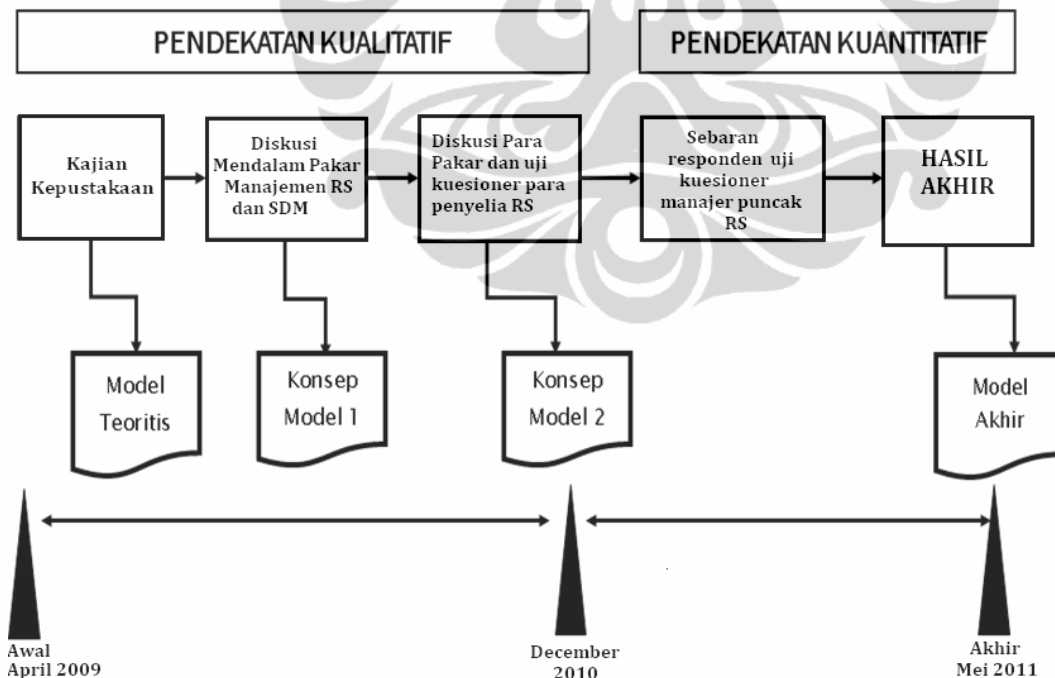 PENDEKATAN KUALITATIF
PENDEKATAN KUANTITATIF
Kajian
Kepustakaan
Diskusi
Mendalam Pakar
Manajemen RS
dan SDM
Diskusi Para
Pakar dan uji
kuesioner para
penyelia RS
Sebaran
responden uji
kuesioner
manajer puncak
RS
HASIL
AKHIR
Model
Teoritis
Konsep
Model 1
Konsep
Model 2
Model
Akhir
Awal
April 2009
December
2010
Akhir
Mei 2011